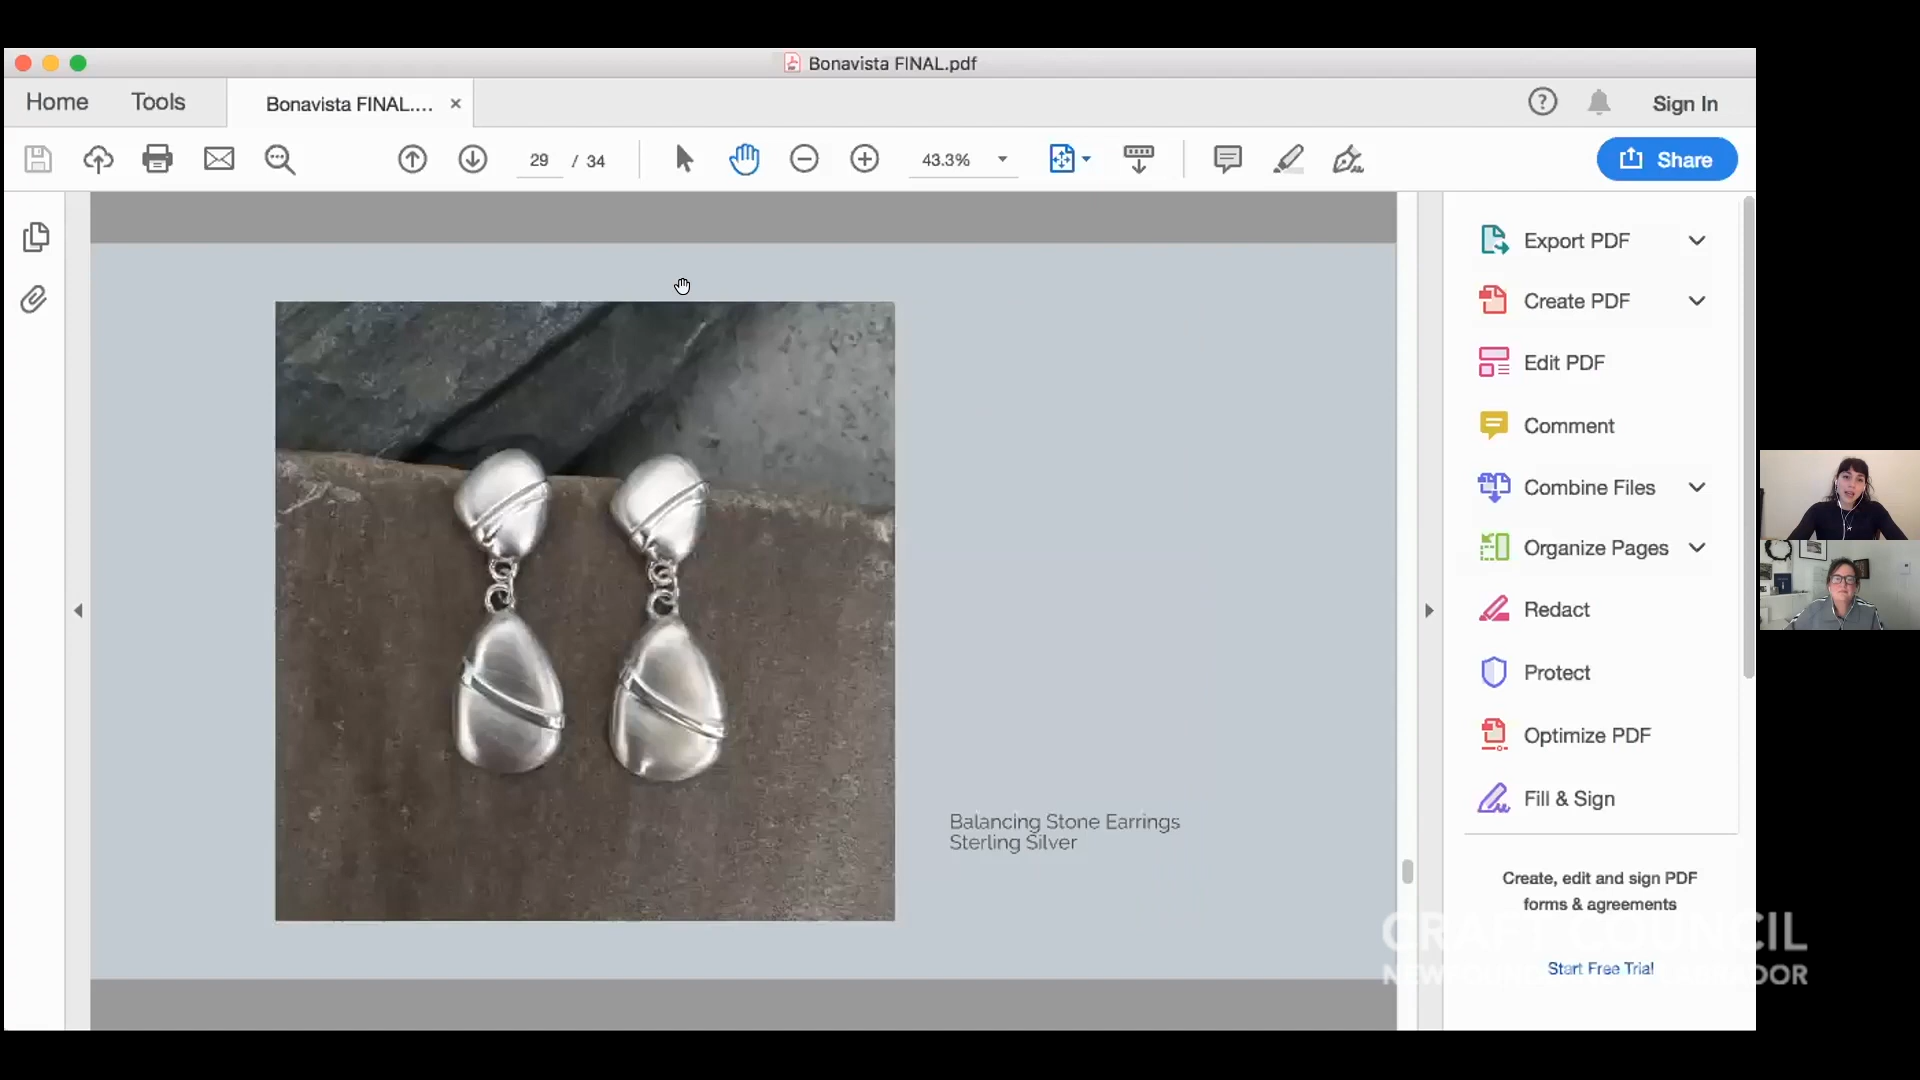 Bonavista FINAL.pdf
Home
Tools
Bonavista FINAL....
Sign In
29 / 34
43.3%
Share
Export PDF
Create PDF
Edit PDF
Comment
Combine Files
Organize Pages
Redact
Protect
Optimize PDF
Fill & Sign
Balancing Stone Earrings
Sterling Silver
Create, edit and sign PDF
forms & agreements
Start Free Trial
CRAFT COUNCIL